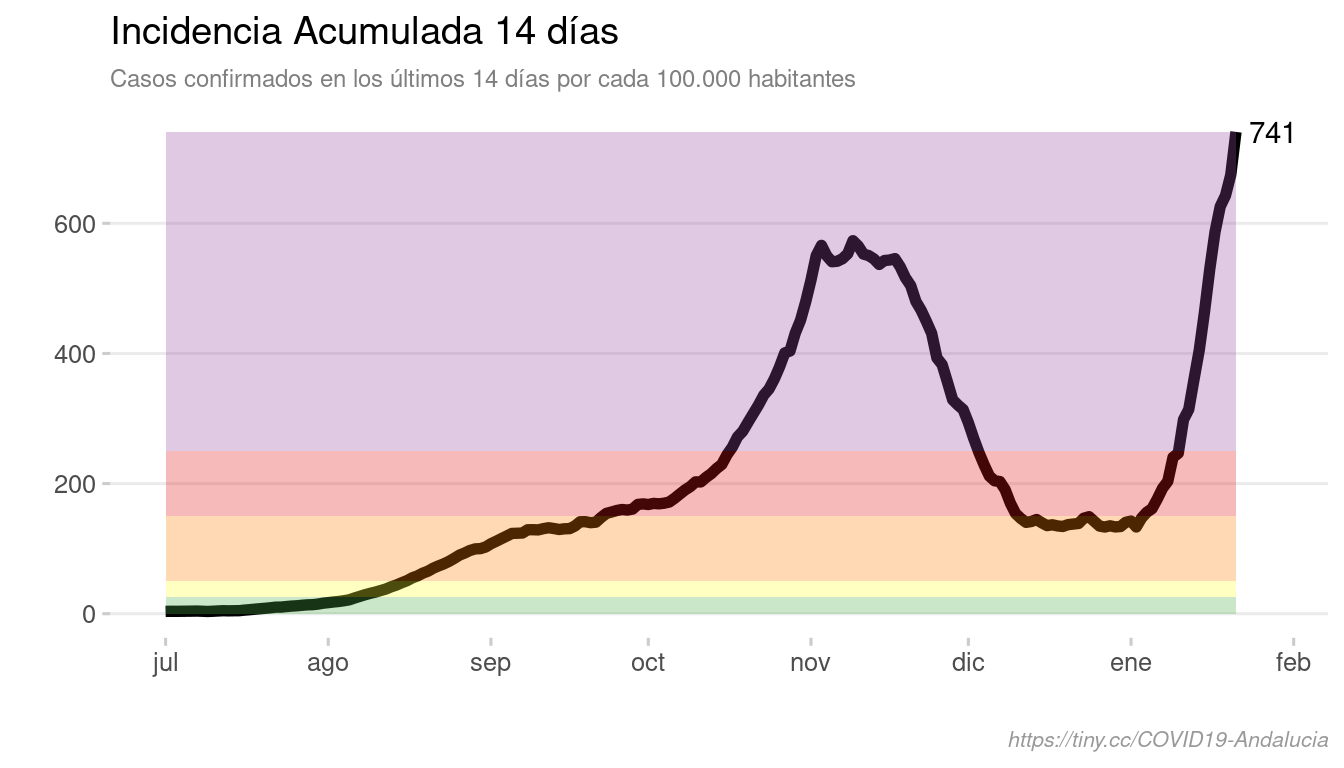 Incidencia Acumulada 14 días
Casos confirmados en los últimos 14 días por cada 100.000 habitantes
741
600
400
200
0
jul ago sep oct nov dic ene feb
https://tiny.cc/COVID19-Andalucia